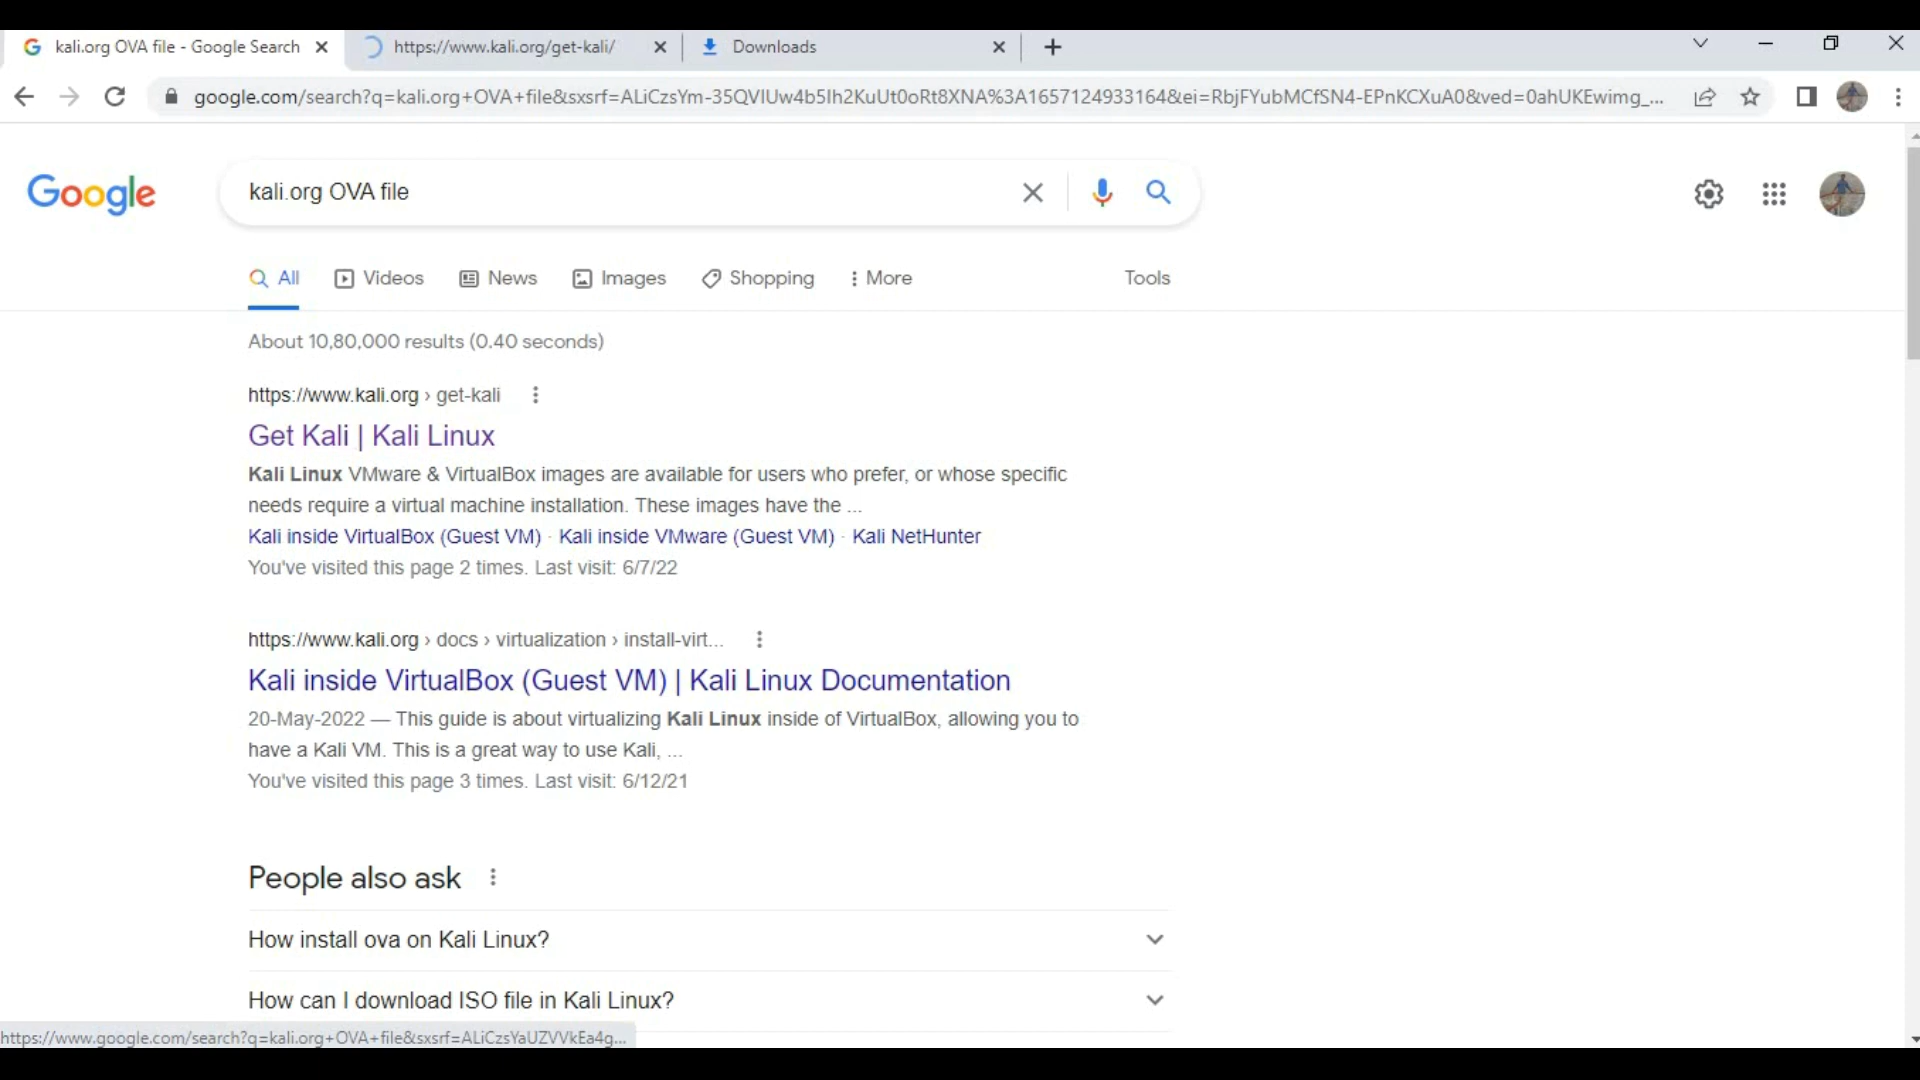 kali.org OVA file - Google Search
https://www.kali.org/get-kali/
Downloads
google.com/search?q=kali.org+OVA+file&sxsrf=ALiCzsYm-35QVIUw4b5Ih2KuUt0oRt8XNA%3A1657124933164&ei=RbjFYubMCfSN4-EPnKCXuA0&ved=0ahUKEwimg_...
Google
kali.org OVA file
All
Videos
News
Images
Shopping
More
Tools
About 10,80,000 results (0.40 seconds)
https://www.kali.org › get-kali
Get Kali | Kali Linux
Kali Linux VMware & VirtualBox images are available for users who prefer, or whose specific
needs require a virtual machine installation. These images have the ...
Kali inside VirtualBox (Guest VM) · Kali inside VMware (Guest VM) · Kali NetHunter
You've visited this page 2 times. Last visit: 6/7/22
https://www.kali.org › docs › virtualization › install-virt...
Kali inside VirtualBox (Guest VM) | Kali Linux Documentation
20-May-2022 — This guide is about virtualizing Kali Linux inside of VirtualBox, allowing you to
have a Kali VM. This is a great way to use Kali, ...
You've visited this page 3 times. Last visit: 6/12/21
People also ask
How install ova on Kali Linux?
How can I download ISO file in Kali Linux?
https://www.google.com/search?q=kali.org+OVA+file&sxsrf=ALiCzsYaUZVVkEa4g...